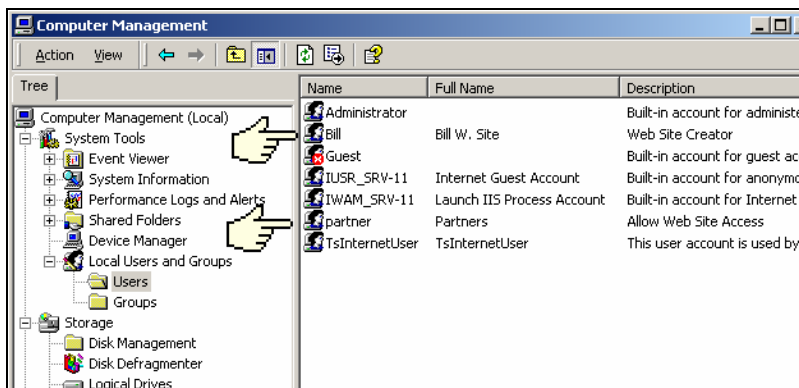 Computer Management
Action View
Tree
Name Full Name Description
Computer Management (Local)
System Tools
Event Viewer
System Information
Performance Logs and Alerts
Shared Folders
Device Manager
Local Users and Groups
Users
Groups
Storage
Disk Management
Disk Defragmenter
Logical Drives
Administrator Built-in account for administe
Bill Bill W. Site Web Site Creator
Guest Built-in account for guest ac
IUSR_SRV-11 Internet Guest Account Built-in account for anonymo
IWAM_SRV-11 Launch IIS Process Account Built-in account for Internet
partner Partners Allow Web Site Access
TsInternetUser TsInternetUser This user account is used by